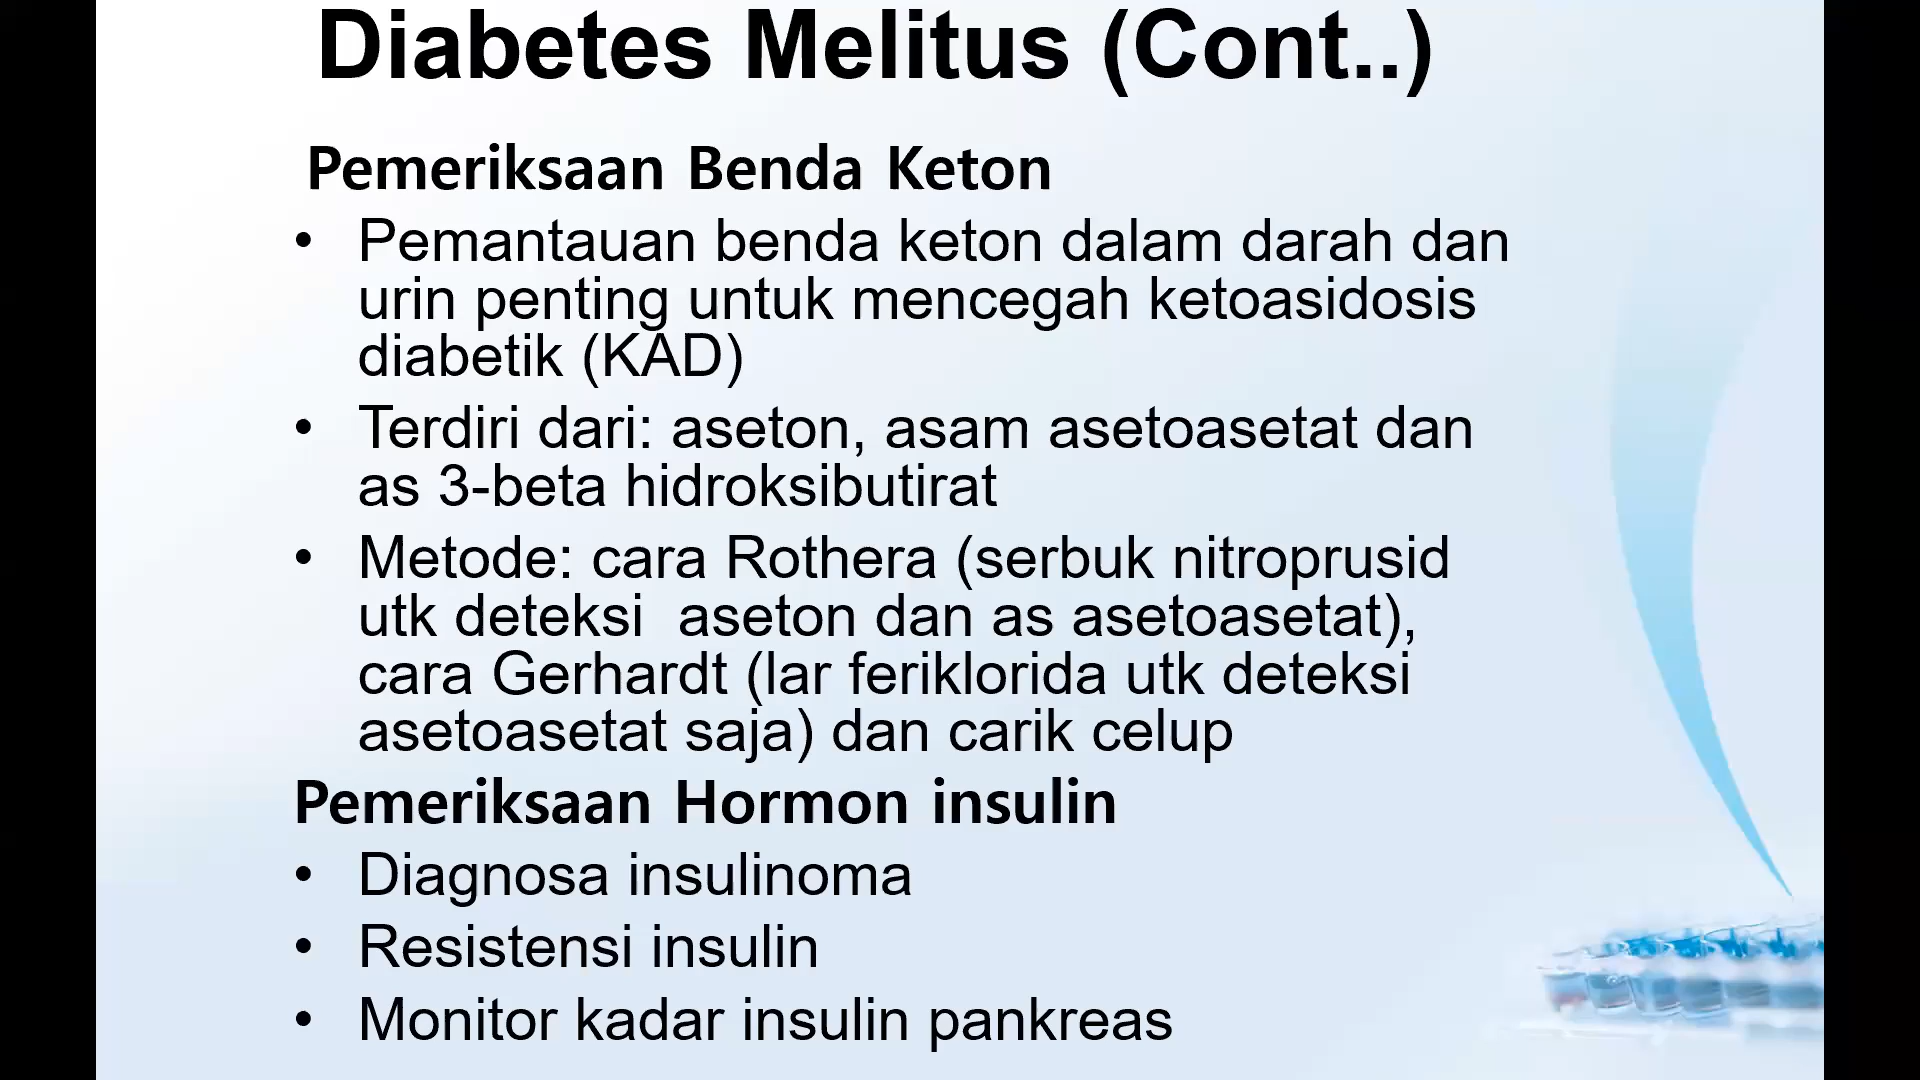 Diabetes Melitus (Cont..)
Pemeriksaan Benda Keton
• Pemantauan benda keton dalam darah dan
urin penting untuk mencegah ketoasidosis
diabetik (KAD)
• Terdiri dari: aseton, asam asetoasetat dan
as 3-beta hidroksibutirat
• Metode: cara Rothera (serbuk nitroprusid
utk deteksi  aseton dan as asetoasetat),
cara Gerhardt (lar feriklorida utk deteksi
asetoasetat saja) dan carik celup
Pemeriksaan Hormon insulin
• Diagnosa insulinoma
• Resistensi insulin
• Monitor kadar insulin pankreas